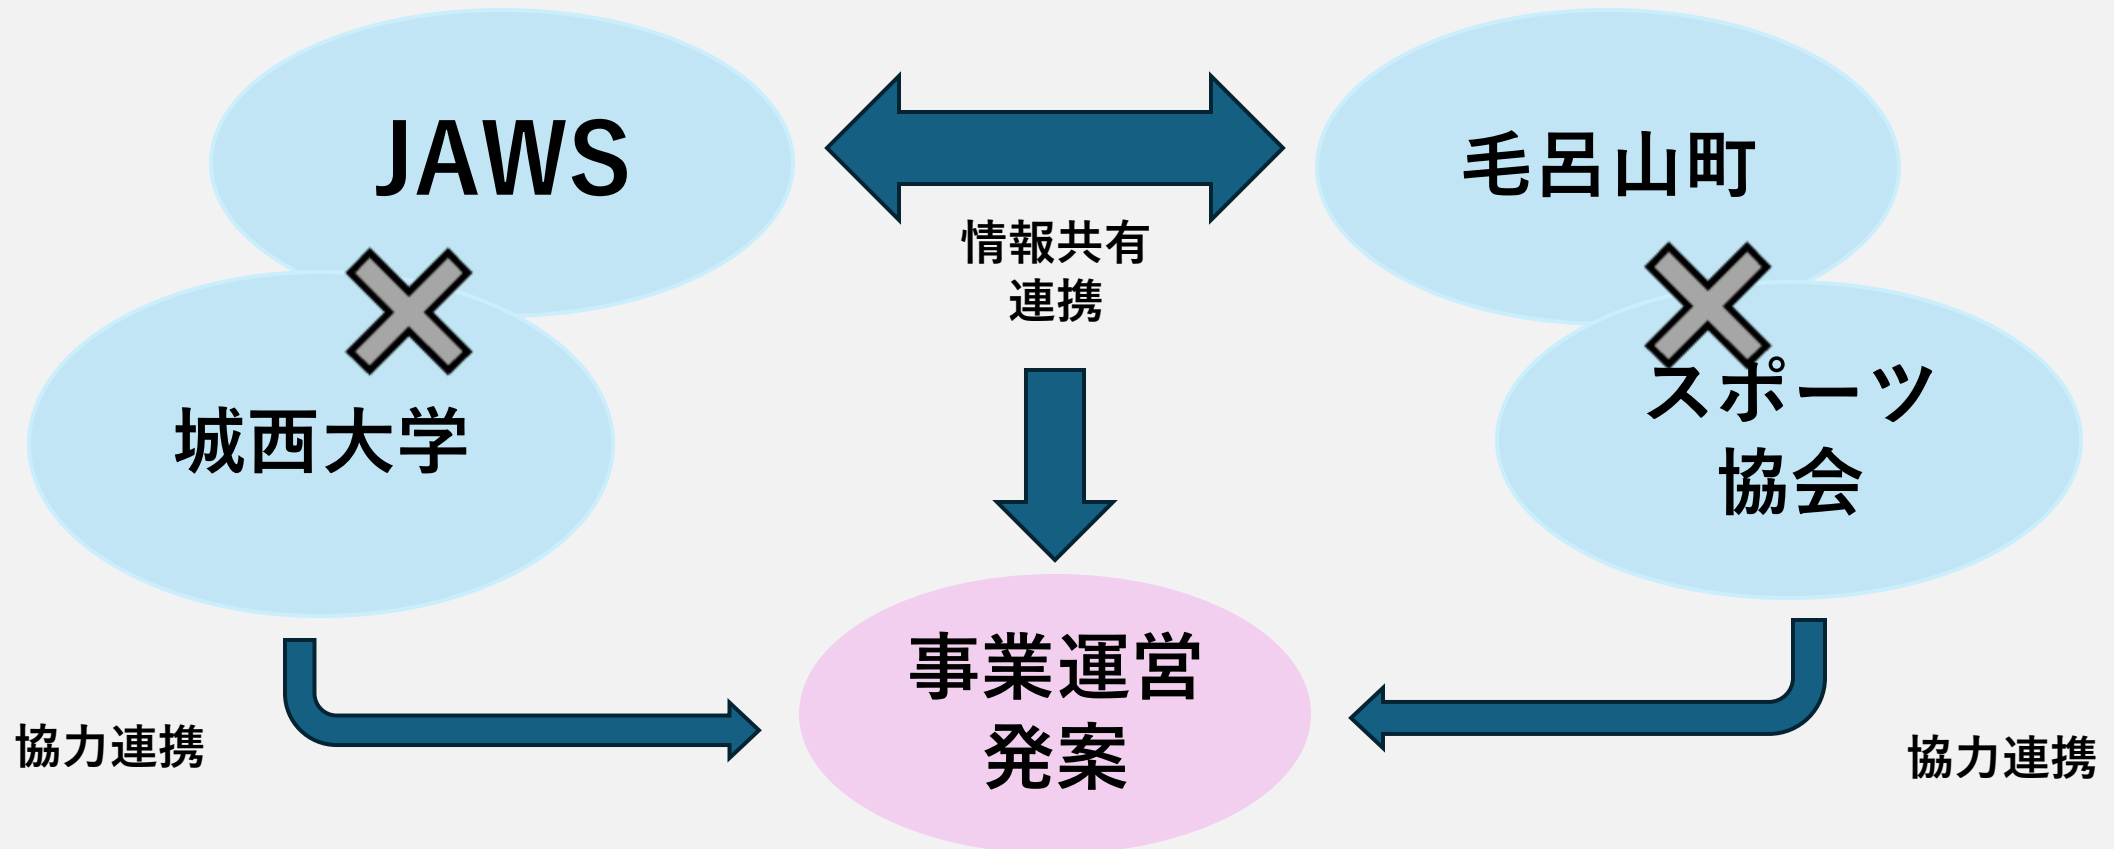 JAWS
毛呂山町
情報共有
連携
城西大学
スポーツ
協会
事業運営
発案
協力連携
協力連携